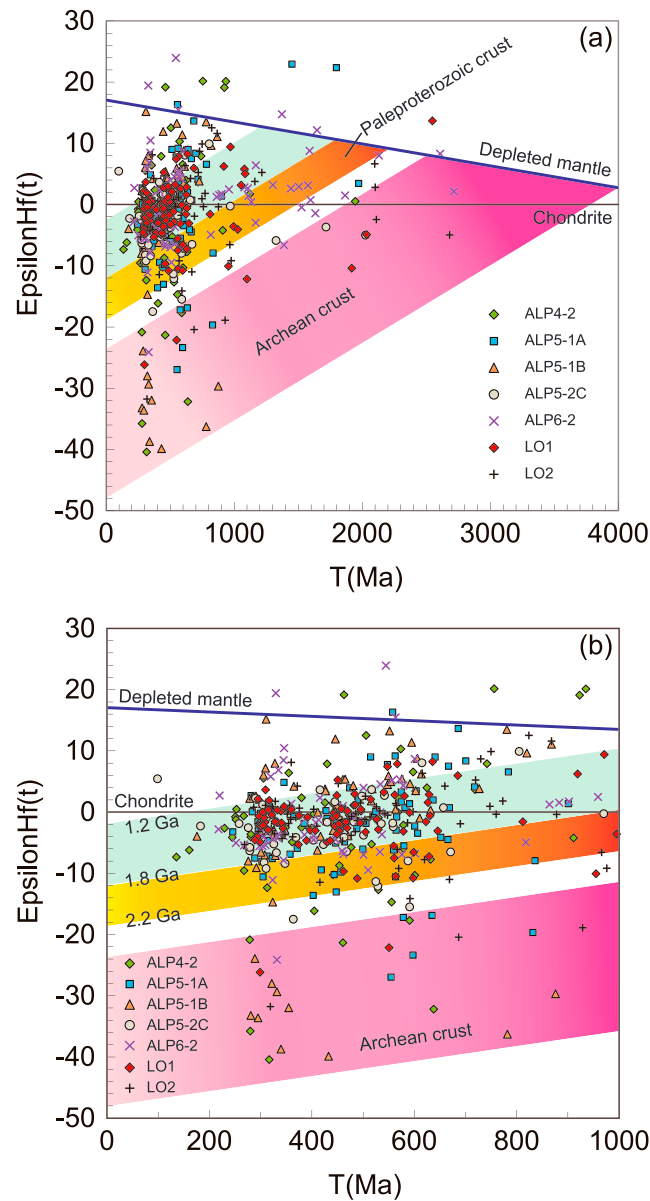 (a)
30
20
10
0
-10
-20
-30
-40
-50
EpsilonHf(t)
Paleproterozoic crust
Depleted mantle
Chondrite
Archean crust
ALP4-2
ALP5-1A
ALP5-1B
ALP5-2C
ALP6-2
LO1
LO2
0 1000 2000 3000 4000
T(Ma)
(b)
30
20
10
0
-10
-20
-30
-40
-50
EpsilonHf(t)
Depleted mantle
Chondrite
1.2 Ga
1.8 Ga
2.2 Ga
ALP4-2
ALP5-1A
ALP5-1B
ALP5-2C
ALP6-2
LO1
LO2
Archean crust
0 200 400 600 800 1000
T(Ma)